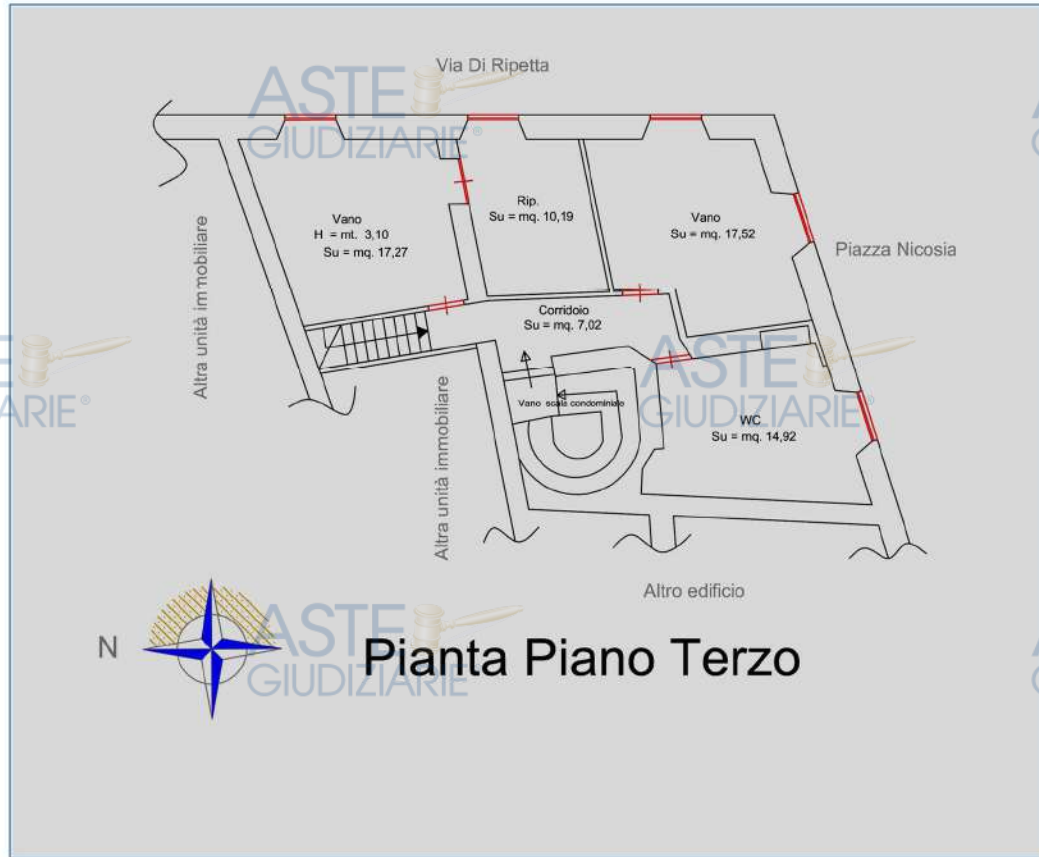 Via Di Ripetta
ASTE
GIUDIZIARIE®
Rip.
Su = mq. 10,19
Vano
H = mt. 3,10
Su = mq. 17,27
Vano
Su = mq. 17,52
Piazza Nicosia
Altra unità immobiliare
Corridoio
Su = mq. 7,02
E
ARIE®
ASTE
GIUDIZIARIE®
Vano scala condominiale
WC
Su = mq. 14,92
Altra unità immobiliare
Altro edificio
N
ASTE
GIUDIZIARIE
Pianta Piano Terzo